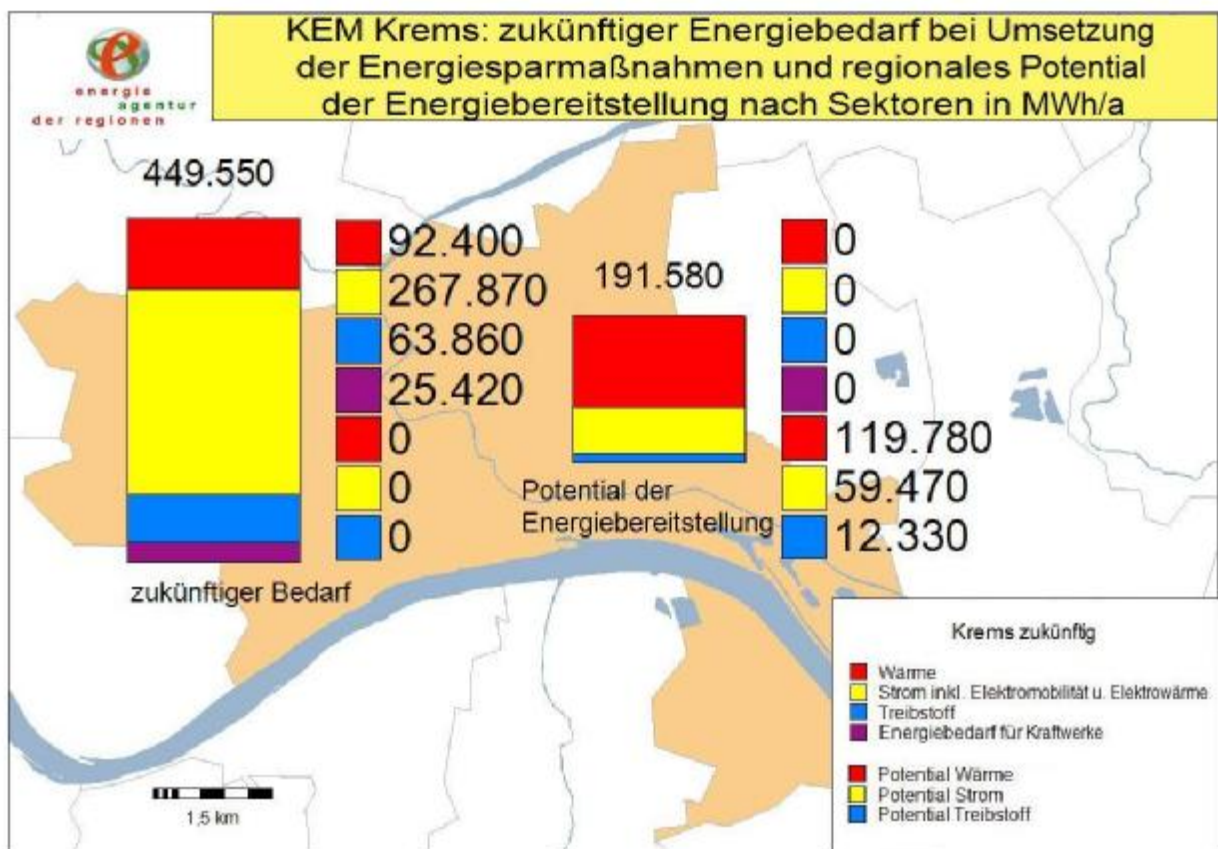 energie
agentur
der regionen
KEM Krems: zukünftiger Energiebedarf bei Umsetzung
der Energiesparmaßnahmen und regionales Potential
der Energiebereitstellung nach Sektoren in MWh/a
449.550
92.400
267.870
63.860
25.420
0
0
0
zukünftiger Bedarf
191.580
0
0
0
0
119.780
59.470
12.330
Potential der
Energiebereitstellung
1,5 km
Krems zukünftig
Wärme
Strom inkl. Elektromobilität u. Elektrowärme
Treibstoff
Energiebedarf für Kraftwerke
Potential Wärme
Potential Strom
Potential Treibstoff